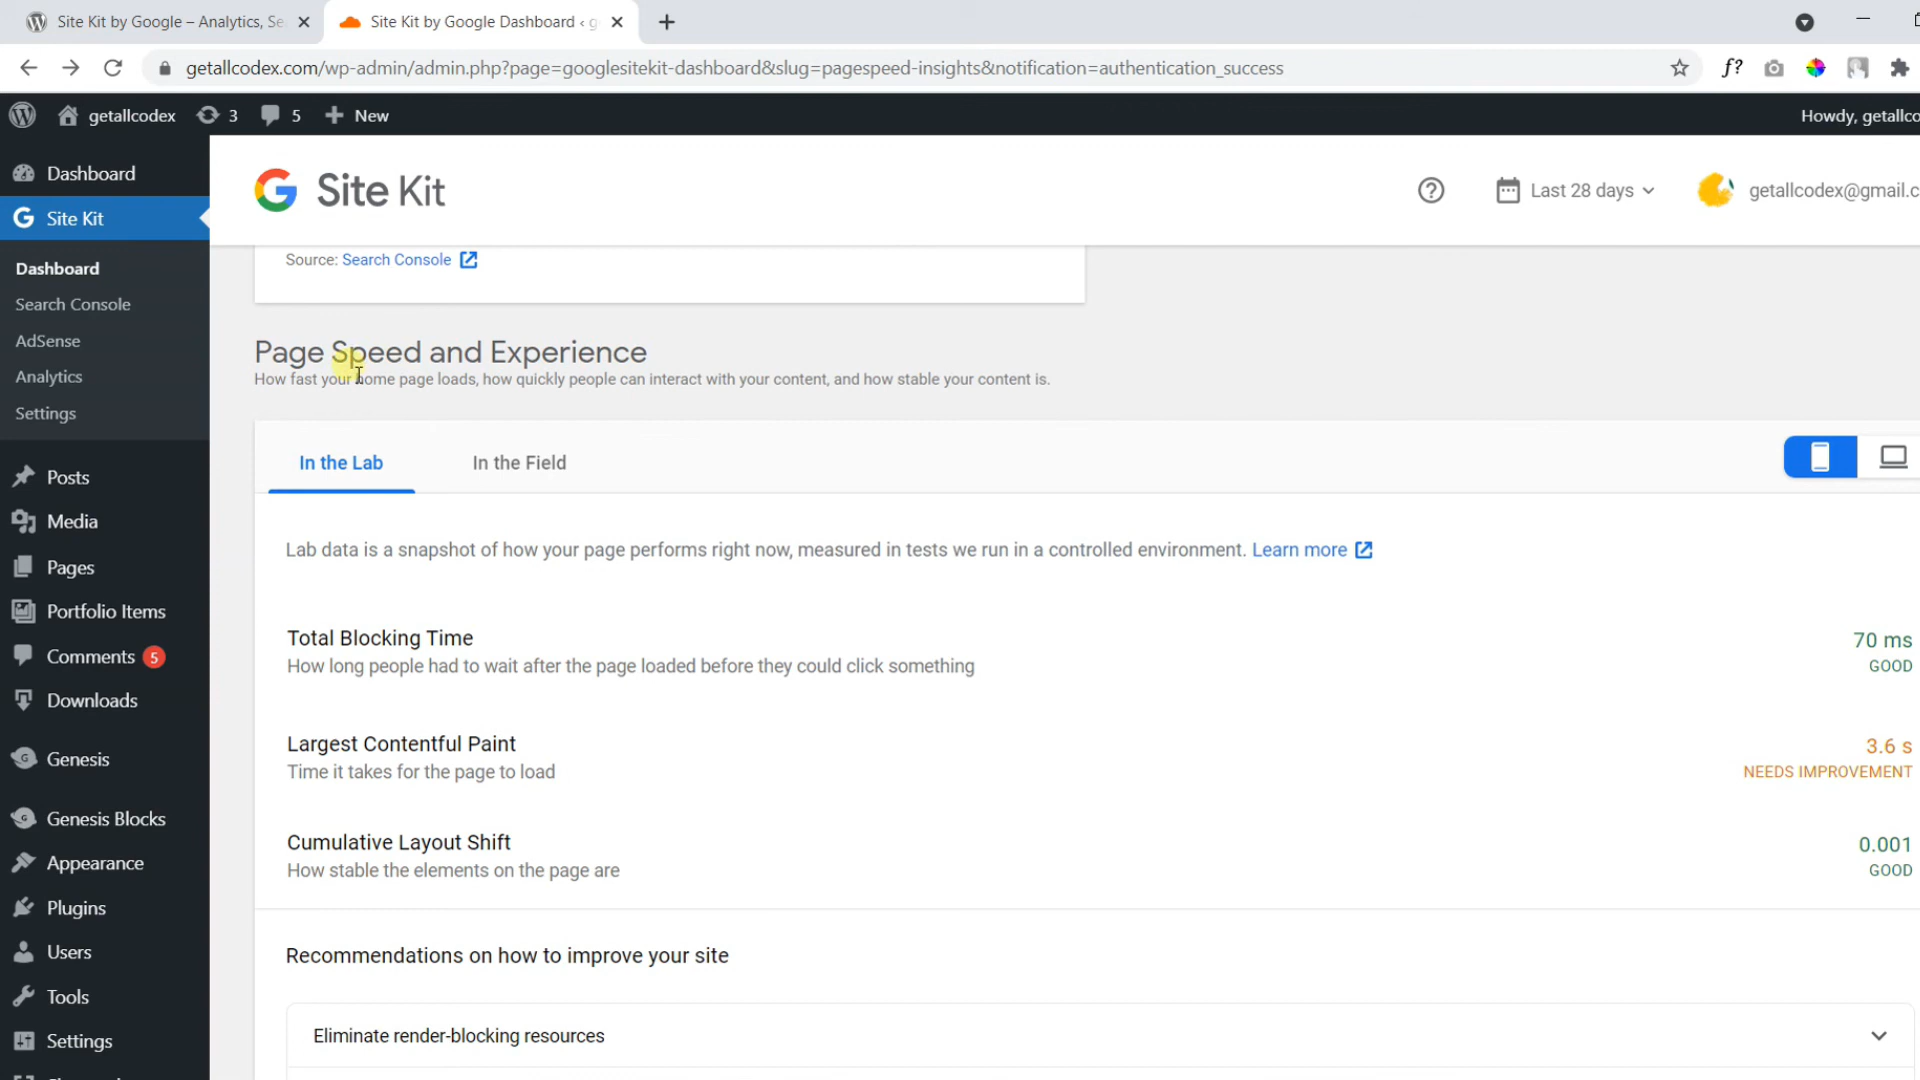 Site Kit by Google – Analytics, Se
Site Kit by Google Dashboard ‹ g
getallcodex.com/wp-admin/admin.php?page=googlesitekit-dashboard&slug=pagespeed-insights&notification=authentication_success
f?
getallcodex
3
5
New
Howdy, getallco
Dashboard
Site Kit
Dashboard
Search Console
AdSense
Analytics
Settings
Posts
Media
Pages
Portfolio Items
Comments 5
Downloads
Genesis
Genesis Blocks
Appearance
Plugins
Users
Tools
Settings
Site Kit
Last 28 days
getallcodex@gmail.c
Source: Search Console
Page Speed and Experience
How fast your home page loads, how quickly people can interact with your content, and how stable your content is.
In the Lab
In the Field
Lab data is a snapshot of how your page performs right now, measured in tests we run in a controlled environment. Learn more
Total Blocking Time
How long people had to wait after the page loaded before they could click something
70 ms
GOOD
Largest Contentful Paint
Time it takes for the page to load
3.6 s
NEEDS IMPROVEMENT
Cumulative Layout Shift
How stable the elements on the page are
0.001
GOOD
Recommendations on how to improve your site
Eliminate render-blocking resources